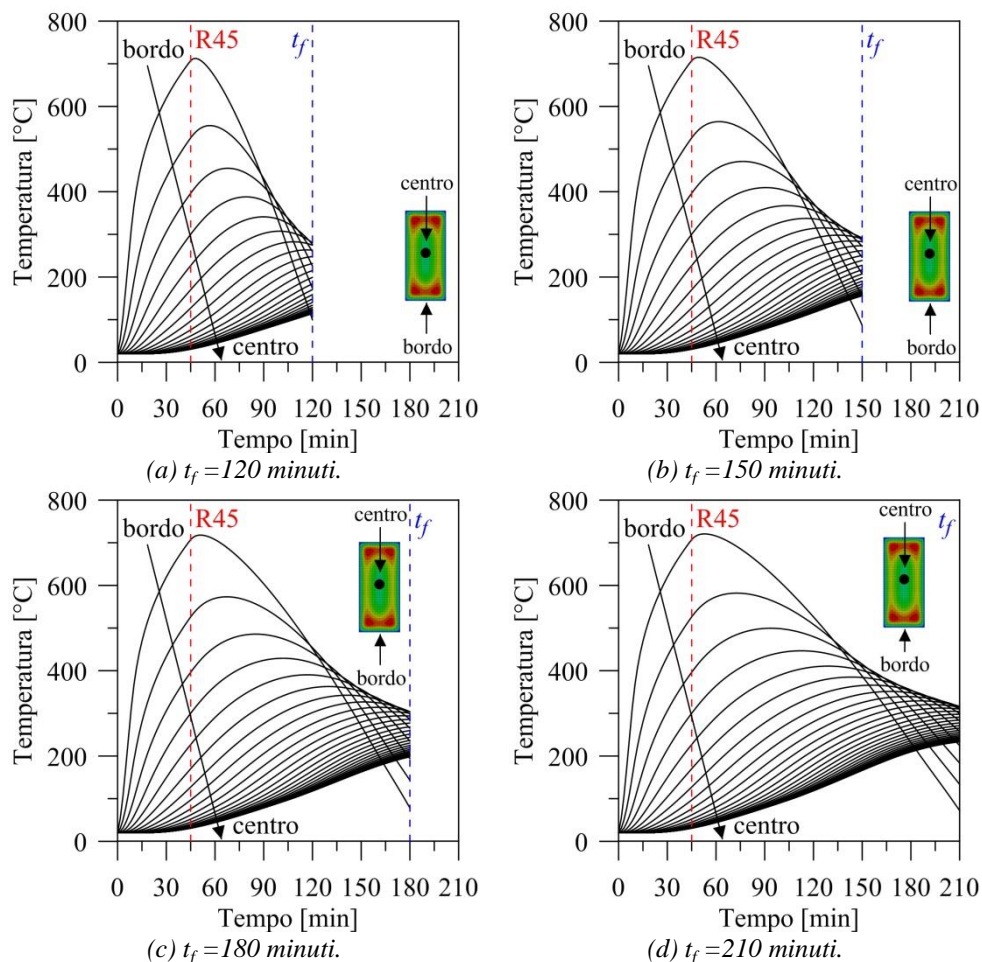 800
600
400
200
0
Temperatura [°C]
bordo
R45
t_f
centro
bordo
centro
0 30 60 90 120 150 180 210
Tempo [min]
(a) t_f =120 minuti.
800
600
400
200
0
Temperatura [°C]
bordo
R45
t_f
centro
bordo
centro
0 30 60 90 120 150 180 210
Tempo [min]
(b) t_f =150 minuti.
800
600
400
200
0
Temperatura [°C]
bordo
R45
centro
t_f
bordo
centro
0 30 60 90 120 150 180 210
Tempo [min]
(c) t_f =180 minuti.
800
600
400
200
0
Temperatura [°C]
bordo
R45
centro
t_f
bordo
centro
0 30 60 90 120 150 180 210
Tempo [min]
(d) t_f =210 minuti.